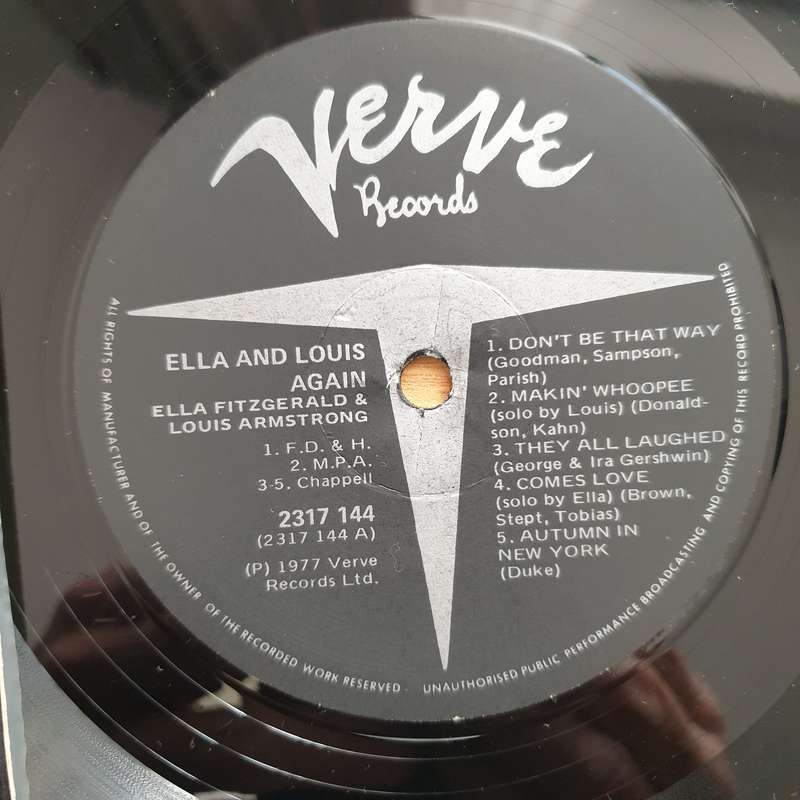 Verve
Records
ELLA AND LOUIS
AGAIN
ELLA FITZGERALD &
LOUIS ARMSTRONG
1. F.D. & H.
2. M.P.A.
3-5. Chappell
2317 144
(2317 144 A)
(P) 1977 Verve
Records Ltd.
1. DON'T BE THAT WAY
(Goodman, Sampson,
Parish)
2. MAKIN' WHOOPEE
(solo by Louis) (Donald-
son, Kahn)
3. THEY ALL LAUGHED
(George & Ira Gershwin)
4. COMES LOVE
(solo by Ella) (Brown,
Stept, Tobias)
5. AUTUMN IN
NEW YORK
(Duke)
ALL RIGHTS OF MANUFACTURER AND OF THE OWNER OF THE RECORDED WORK RESERVED · UNAUTHORISED PUBLIC PERFORMANCE BROADCASTING AND COPYING OF THIS RECORD PROHIBITED